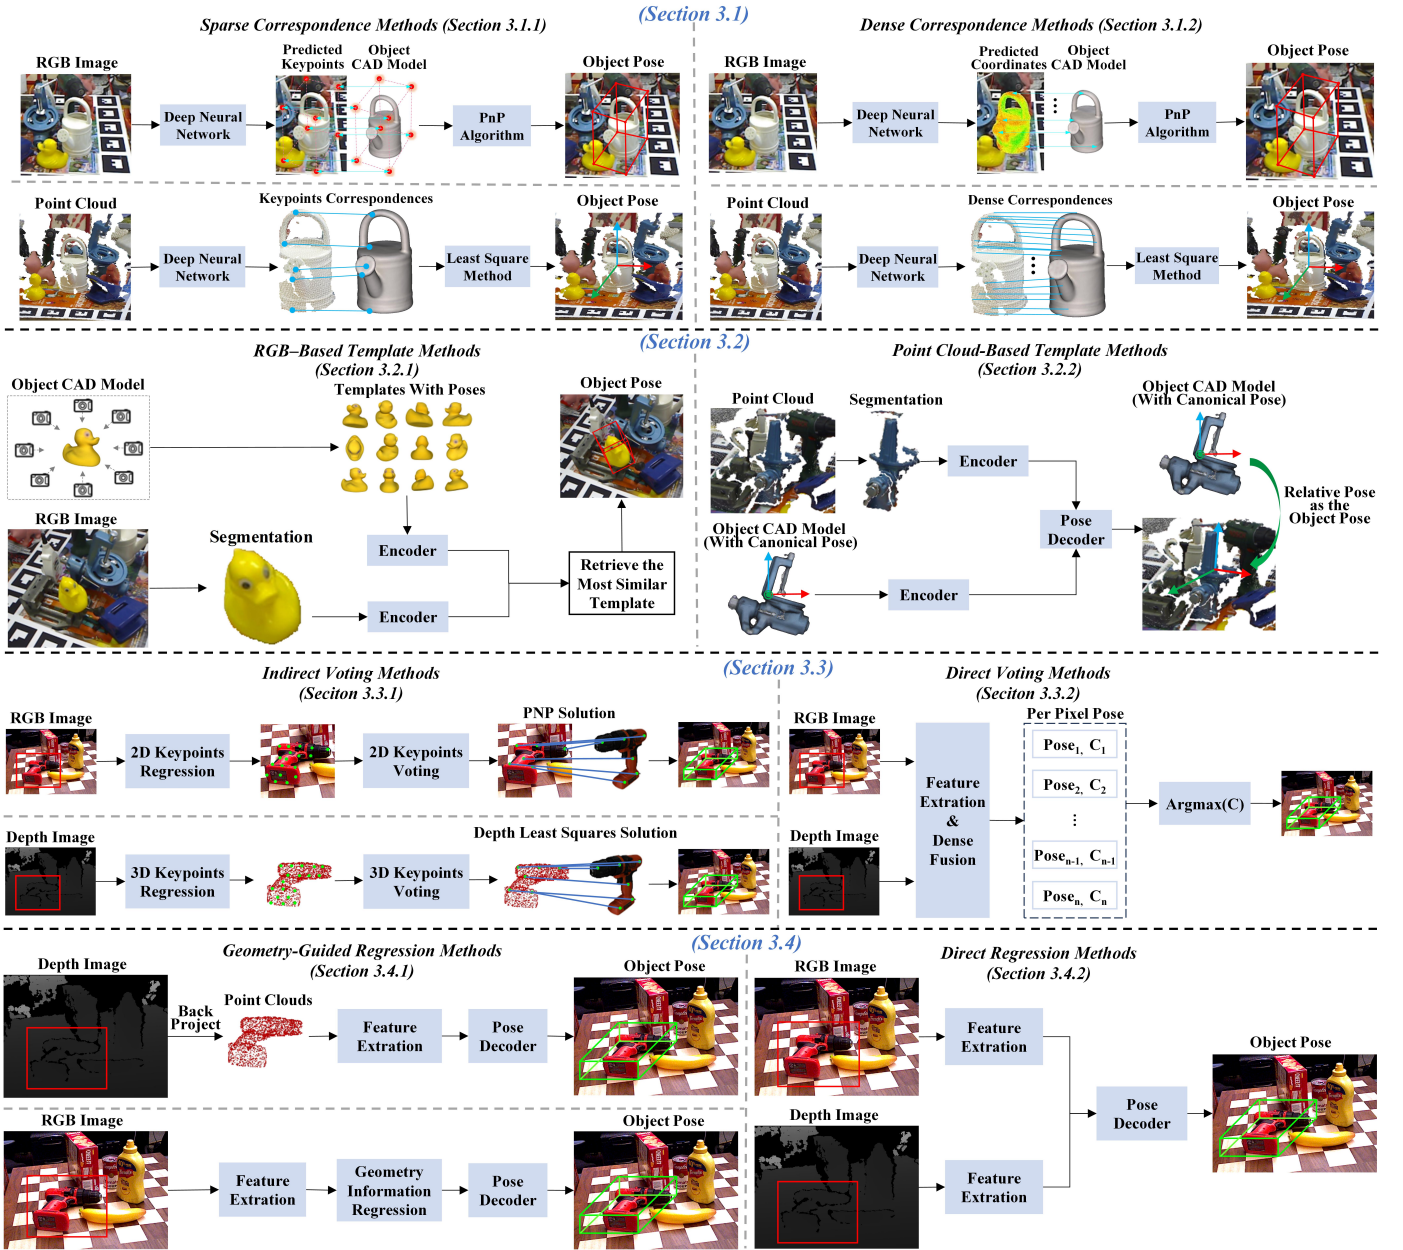 (Section 3.1)
Sparse Correspondence Methods (Section 3.1.1)
RGB Image
Deep Neural
Network
Predicted
Keypoints
Object
CAD Model
PnP
Algorithm
Object Pose
Point Cloud
Deep Neural
Network
Keypoints Correspondences
Least Square
Method
Object Pose
Dense Correspondence Methods (Section 3.1.2)
RGB Image
Deep Neural
Network
Predicted
Coordinates
Object
CAD Model
PnP
Algorithm
Object Pose
Point Cloud
Deep Neural
Network
Dense Correspondences
Least Square
Method
Object Pose
(Section 3.2)
RGB–Based Template Methods
(Section 3.2.1)
Object CAD Model
Templates With Poses
Object Pose
RGB Image
Segmentation
Encoder
Encoder
Retrieve the
Most Similar
Template
Point Cloud-Based Template Methods
(Section 3.2.2)
Point Cloud
Segmentation
Encoder
Object CAD Model
(With Canonical Pose)
Object CAD Model
(With Canonical Pose)
Encoder
Pose
Decoder
Relative Pose
as the
Object Pose
(Section 3.3)
Indirect Voting Methods
(Seciton 3.3.1)
RGB Image
2D Keypoints
Regression
2D Keypoints
Voting
PNP Solution
Depth Image
3D Keypoints
Regression
3D Keypoints
Voting
Depth Least Squares Solution
Direct Voting Methods
(Seciton 3.3.2)
RGB Image
Depth Image
Feature
Extration
&
Dense
Fusion
Per Pixel Pose
Pose1, C1
Pose2, C2
⋮
Posen-1, Cn-1
Posen, Cn
Argmax(C)
(Section 3.4)
Geometry-Guided Regression Methods
(Section 3.4.1)
Depth Image
Back
Project
Point Clouds
Feature
Extration
Pose
Decoder
Object Pose
RGB Image
Feature
Extration
Geometry
Information
Regression
Pose
Decoder
Object Pose
Direct Regression Methods
(Section 3.4.2)
RGB Image
Feature
Extration
Depth Image
Feature
Extration
Pose
Decoder
Object Pose